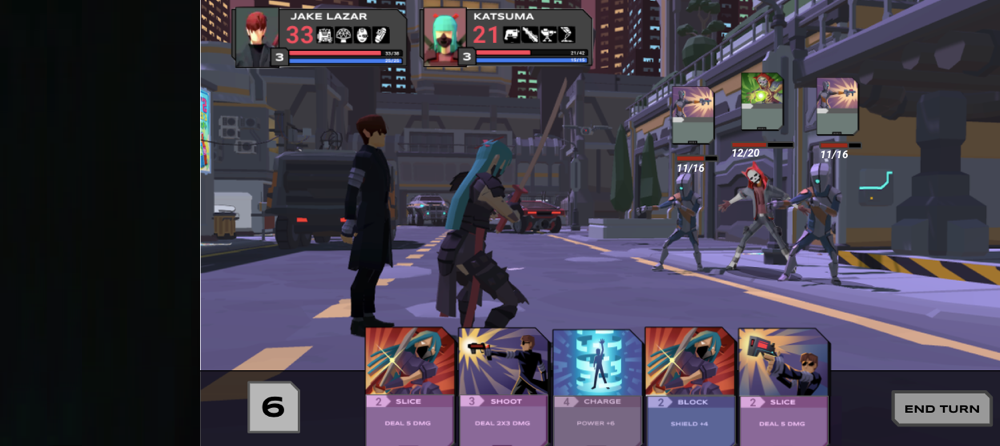 JAKE LAZAR
33
3
KATSUMA
21
3
21/42
11/16
12/20
11/16
6
2 SLICE
DEAL 5 DMG
3 SHOOT
DEAL 2X3 DMG
4 CHARGE
POWER +6
2 BLOCK
SHIELD +4
2 SLICE
DEAL 5 DMG
END TURN